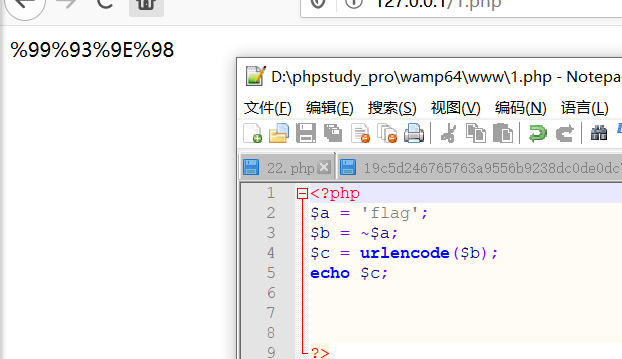 127.0.0.1/1.php
%99%93%9E%98
D:\phpstudy_pro\wamp64\www\1.php - Notepa
文件(F) 编辑(E) 搜索(S) 视图(V) 编码(N) 语言(L)
22.php 19c5d246765763a9556b9238dc0de0dc
1 <?php
2 $a = 'flag';
3 $b = ~$a;
4 $c = urlencode($b);
5 echo $c;
6
7
8
9 ?>